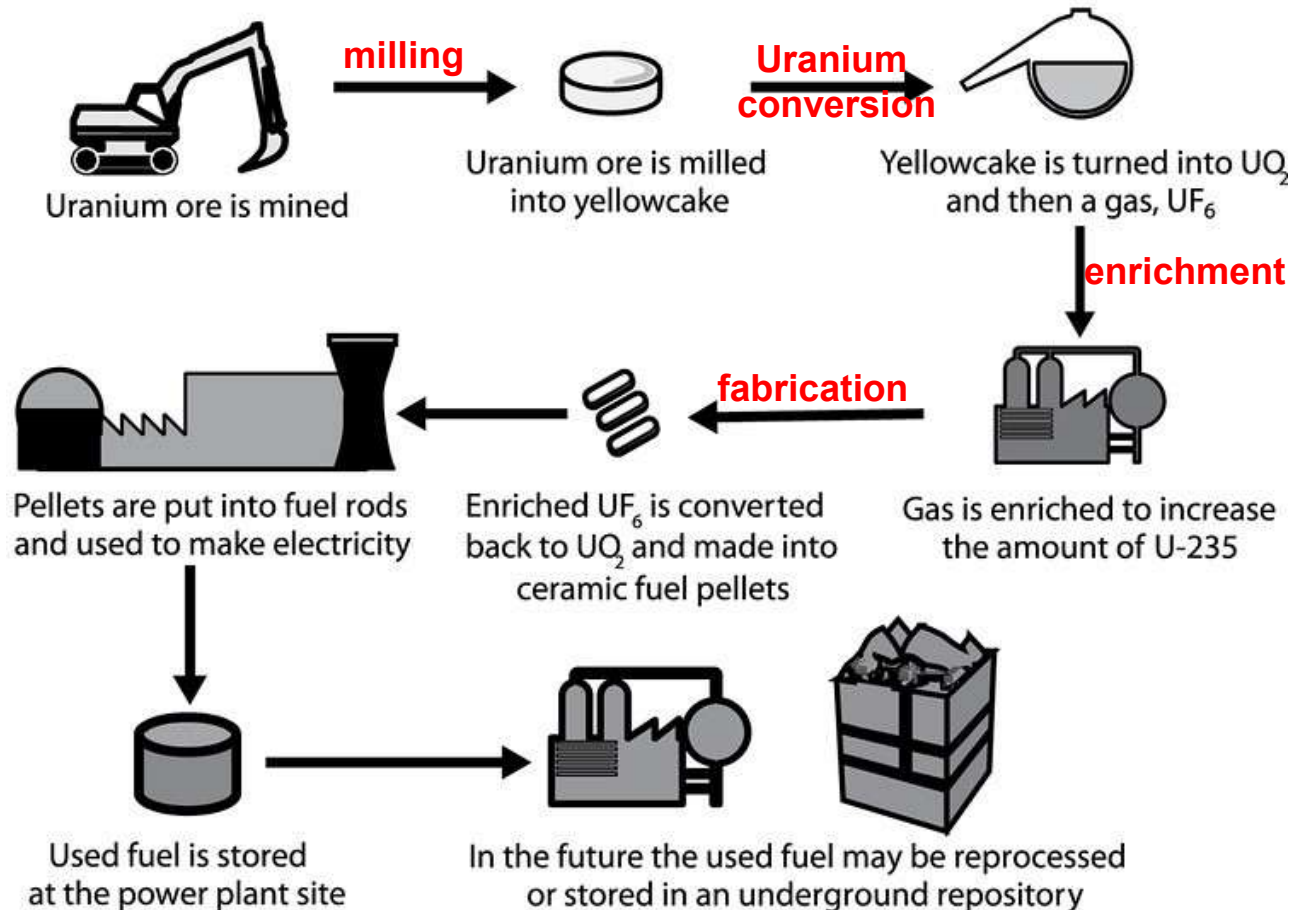 milling
Uranium
conversion
Uranium ore is mined
Uranium ore is milled
into yellowcake
Yellowcake is turned into UO₂
and then a gas, UF₆
enrichment
fabrication
Pellets are put into fuel rods
and used to make electricity
Enriched UF₆ is converted
back to UO₂ and made into
ceramic fuel pellets
Gas is enriched to increase
the amount of U-235
Used fuel is stored
at the power plant site
In the future the used fuel may be reprocessed
or stored in an underground repository